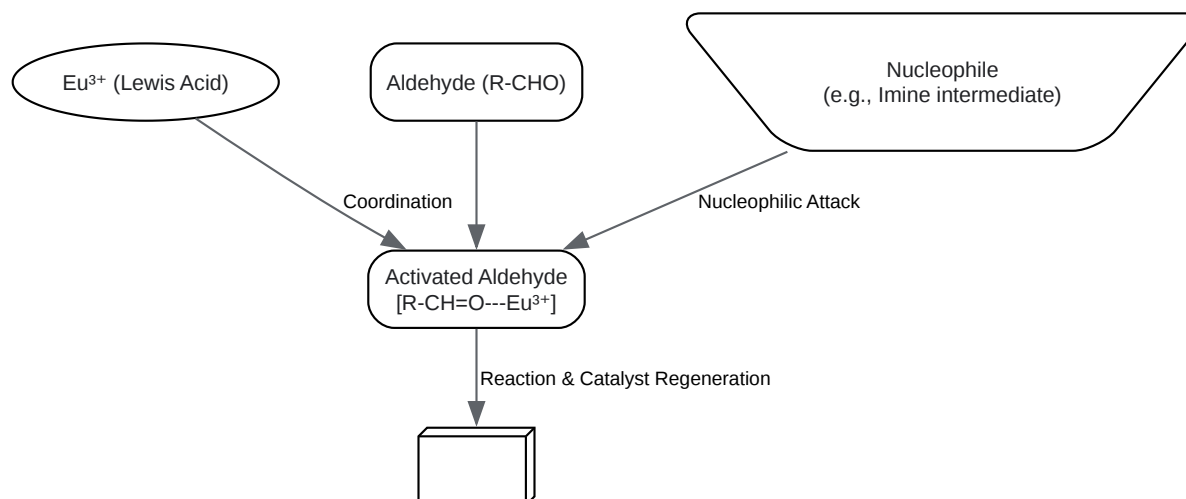 Eu³⁺ (Lewis Acid)
Aldehyde (R-CHO)
Nucleophile
(e.g., Imine intermediate)
Coordination
Nucleophilic Attack
Activated Aldehyde
[R-CH=O---Eu³⁺]
Reaction & Catalyst Regeneration